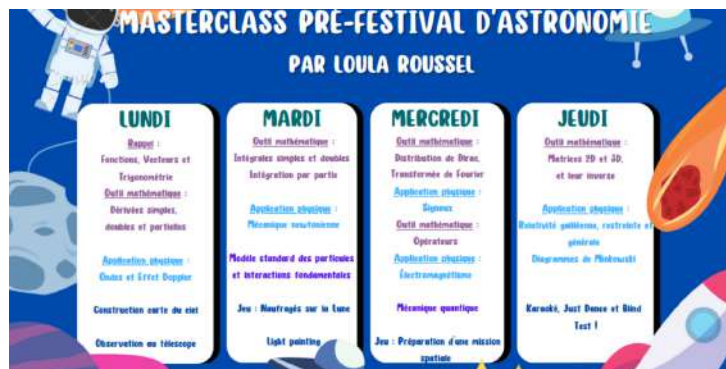 MASTERCLASS PRÉ-FESTIVAL D'ASTRONOMIE
PAR LOULA ROUSSEL
LUNDI
Rappel :
Fonctions, Vecteurs et
Trigonométrie
Outil mathématique :
Dérivées simples,
doubles et partielles
Application physique :
Ondes et Effet Doppler
Construction carte du ciel
Observation au télescope
MARDI
Outil mathématique :
Intégrales simples et doubles
Intégration par partie
Application physique :
Mécanique newtonienne
Modèle standard des particules
et interactions fondamentales
Jeu : Naufragés sur la Lune
Light painting
MERCREDI
Outil mathématique :
Distribution de Dirac,
Transformée de Fourier
Application physique :
Signaux
Outil mathématique :
Opérateurs
Application physique :
Électromagnétisme
Mécanique quantique
Jeu : Préparation d'une mission
spatiale
JEUDI
Outil mathématique :
Matrices 2D et 3D,
et leur inverse
Application physique :
Relativité galiléenne, restreinte et
générale
Diagrammes de Minkowski
Karaoké, Just Dance et Blind
Test !